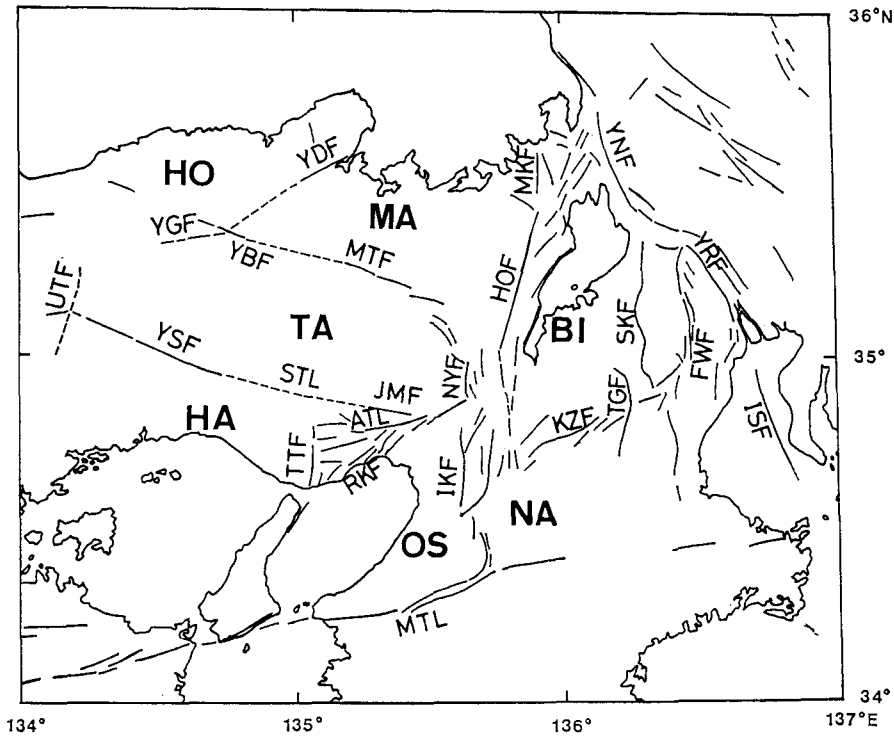 36°N
YDF
YNF
HO
MKF
MA
YGF
YBF
MTF
YRF
UTF
HOF
YSF
TA
BI
SKF
35°
STL
NYF
FWF
JMF
TGF
HA
ATL
KZF
ISF
TTF
RKF
IKF
NA
OS
MTL
34°
134°
135°
136°
137°E